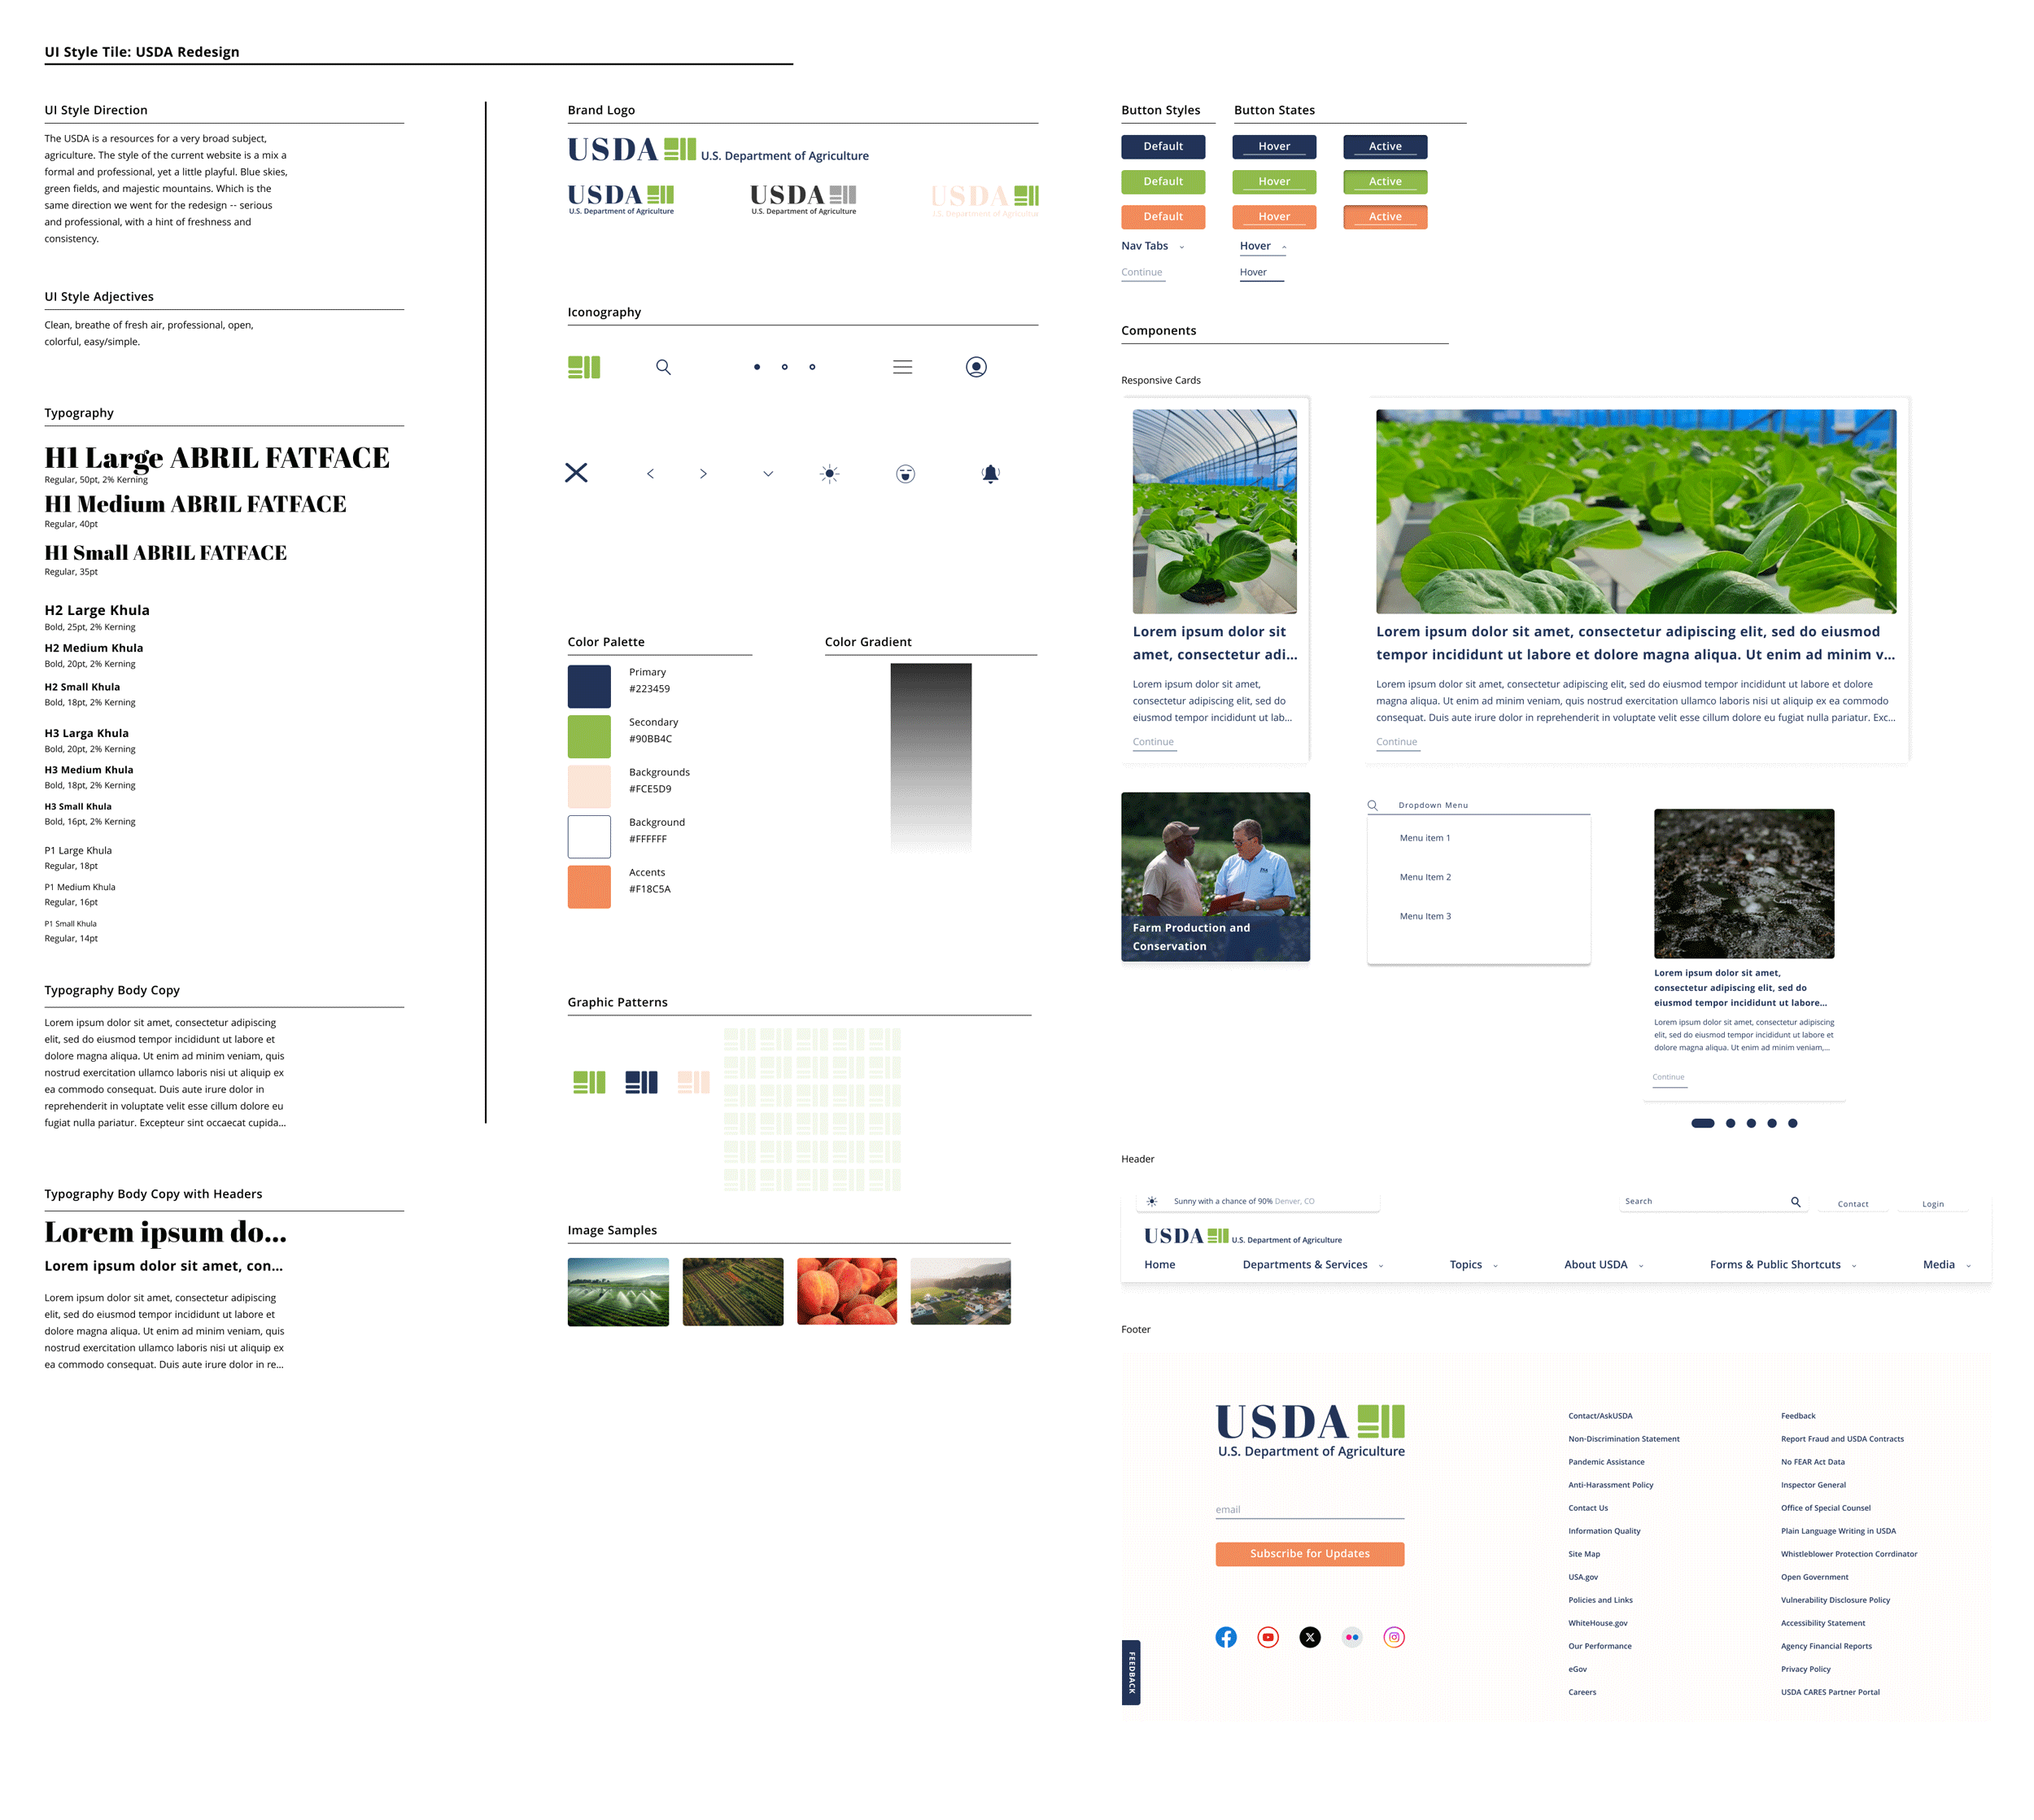 UI Style Tile: USDA Redesign
UI Style Direction
The USDA is a resources for a very broad subject,
agriculture. The style of the current website is a mix a
formal and professional, yet a little playful. Blue skies,
green fields, and majestic mountains. Which is the
same direction we went for the redesign -- serious
and professional, with a hint of freshness and
consistency.
UI Style Adjectives
Clean, breathe of fresh air, professional, open,
colorful, easy/simple.
Typography
H1 Large ABRIL FATFACE
Regular, 50pt, 2% Kerning
H1 Medium ABRIL FATFACE
Regular, 40pt
H1 Small ABRIL FATFACE
Regular, 35pt
H2 Large Khula
Bold, 25pt, 2% Kerning
H2 Medium Khula
Bold, 20pt, 2% Kerning
H2 Small Khula
Bold, 18pt, 2% Kerning
H3 Larga Khula
Bold, 20pt, 2% Kerning
H3 Medium Khula
Bold, 18pt, 2% Kerning
H3 Small Khula
Bold, 16pt, 2% Kerning
P1 Large Khula
Regular, 18pt
P1 Medium Khula
Regular, 16pt
P1 Small Khula
Regular, 14pt
Typography Body Copy
Lorem ipsum dolor sit amet, consectetur adipiscing
elit, sed do eiusmod tempor incididunt ut labore et
dolore magna aliqua. Ut enim ad minim veniam, quis
nostrud exercitation ullamco laboris nisi ut aliquip ex
ea commodo consequat. Duis aute irure dolor in
reprehenderit in voluptate velit esse cillum dolore eu
fugiat nulla pariatur. Excepteur sint occaecat cupida...
Typography Body Copy with Headers
Lorem ipsum do...
Lorem ipsum dolor sit amet, con...
Lorem ipsum dolor sit amet, consectetur adipiscing
elit, sed do eiusmod tempor incididunt ut labore et
dolore magna aliqua. Ut enim ad minim veniam, quis
nostrud exercitation ullamco laboris nisi ut aliquip ex
ea commodo consequat. Duis aute irure dolor in re...
Brand Logo
USDA U.S. Department of Agriculture
USDA
U.S. Department of Agriculture
USDA
U.S. Department of Agriculture
USDA
U.S. Department of Agricultur
Iconography
Color Palette
Primary
#223459
Secondary
#90BB4C
Backgrounds
#FCE5D9
Background
#FFFFFF
Accents
#F18C5A
Color Gradient
Graphic Patterns
Image Samples
Button Styles
Button States
Default
Hover
Active
Default
Hover
Active
Default
Hover
Active
Nav Tabs
Hover
Continue
Hover
Components
Responsive Cards
Lorem ipsum dolor sit
amet, consectetur adi...
Lorem ipsum dolor sit amet,
consectetur adipiscing elit, sed do
eiusmod tempor incididunt ut lab...
Continue
Lorem ipsum dolor sit amet, consectetur adipiscing elit, sed do eiusmod
tempor incididunt ut labore et dolore magna aliqua. Ut enim ad minim v...
Lorem ipsum dolor sit amet, consectetur adipiscing elit, sed do eiusmod tempor incididunt ut labore et dolore
magna aliqua. Ut enim ad minim veniam, quis nostrud exercitation ullamco laboris nisi ut aliquip ex ea commodo
consequat. Duis aute irure dolor in reprehenderit in voluptate velit esse cillum dolore eu fugiat nulla pariatur. Exc...
Continue
Farm Production and
Conservation
Dropdown Menu
Menu item 1
Menu Item 2
Menu Item 3
Lorem ipsum dolor sit amet,
consectetur adipiscing elit, sed do
eiusmod tempor incididunt ut labore...
Lorem ipsum dolor sit amet, consectetur adipiscing
elit, sed do eiusmod tempor incididunt ut labore et
dolore magna aliqua. Ut enim ad minim veniam,...
Continue
Header
Sunny with a chance of 90% Denver, CO
Search
Contact
Login
USDA U.S. Department of Agriculture
Home
Departments & Services
Topics
About USDA
Forms & Public Shortcuts
Media
Footer
USDA
U.S. Department of Agriculture
email
Subscribe for Updates
FEEDBACK
Contact/AskUSDA
Non-Discrimination Statement
Pandemic Assistance
Anti-Harassment Policy
Contact Us
Information Quality
Site Map
USA.gov
Policies and Links
WhiteHouse.gov
Our Performance
eGov
Careers
Feedback
Report Fraud and USDA Contracts
No FEAR Act Data
Inspector General
Office of Special Counsel
Plain Language Writing in USDA
Whistleblower Protection Corrdinator
Open Government
Vulnerability Disclosure Policy
Accessibility Statement
Agency Financial Reports
Privacy Policy
USDA CARES Partner Portal